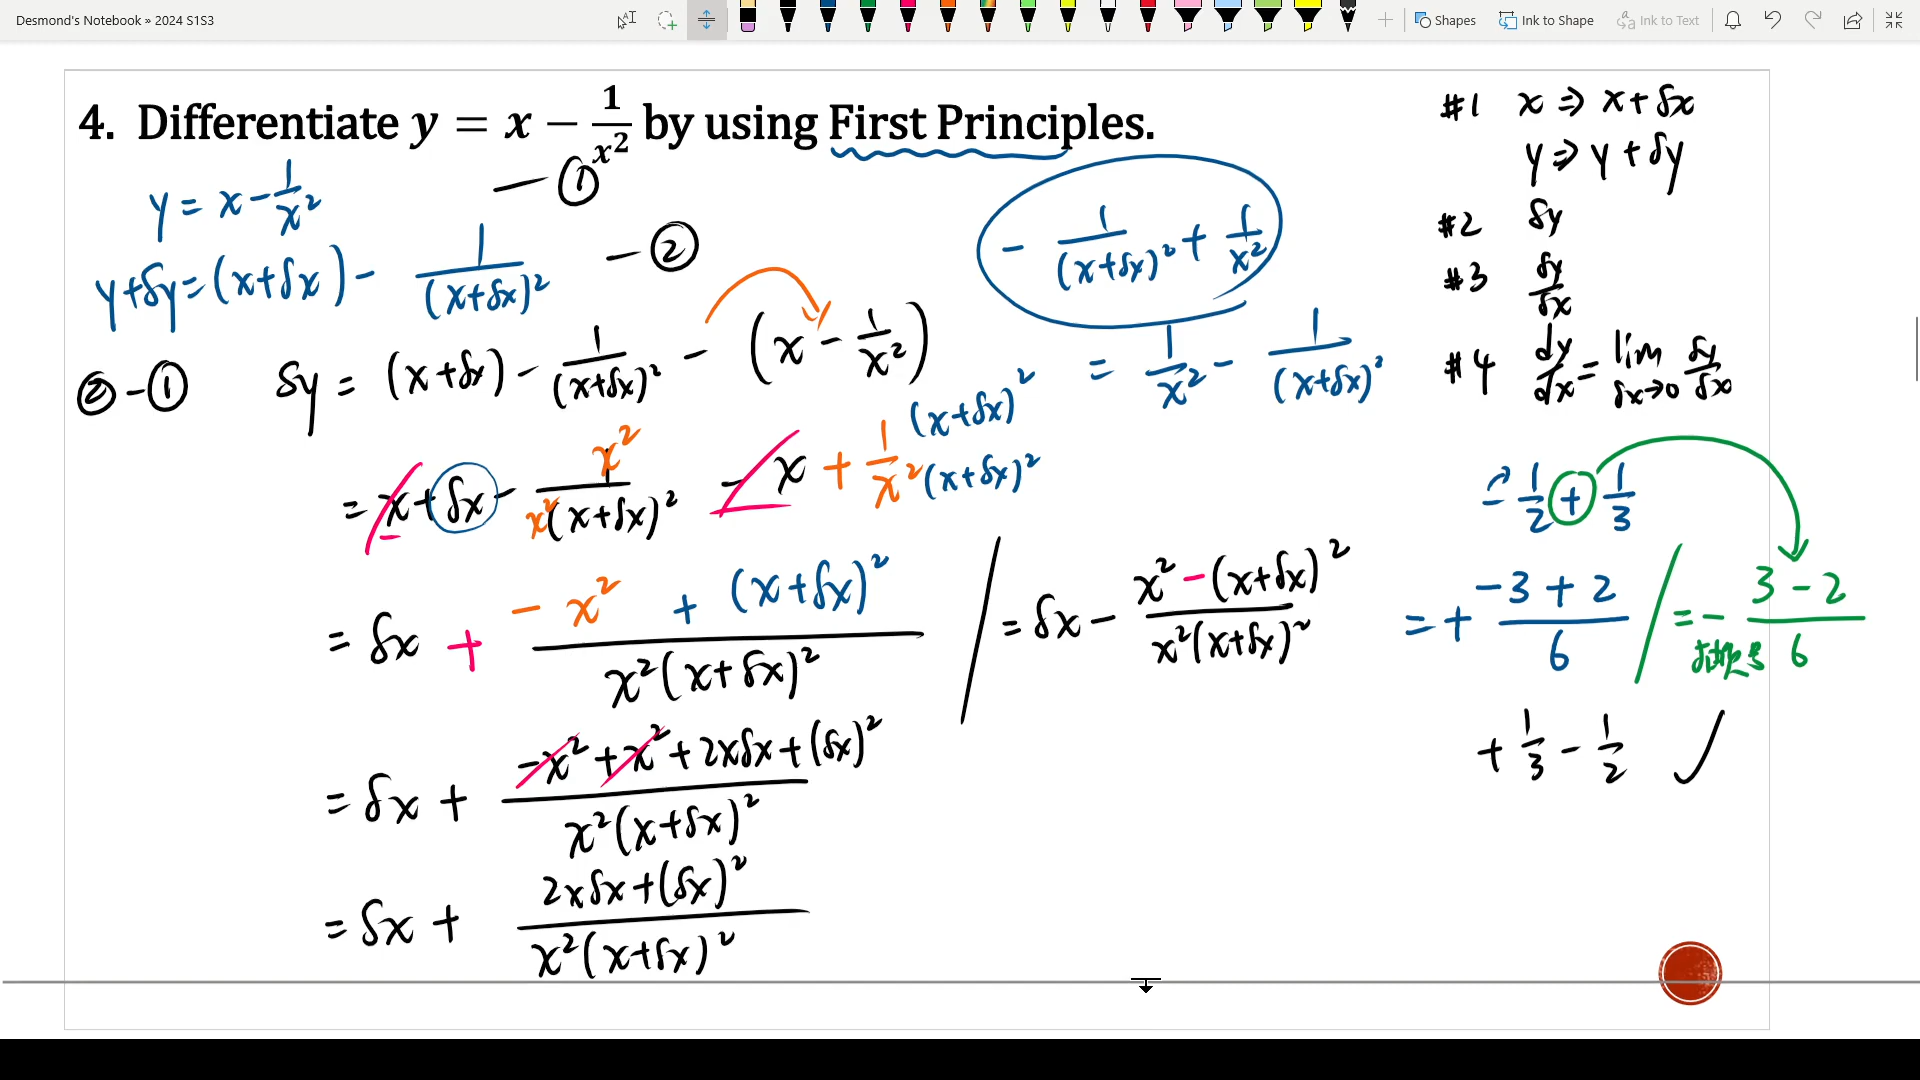 Desmond's Notebook » 2024 S1S3
Shapes Ink to Shape Ink to Text
4. Differentiate y = x − 1/x² by using First Principles.
y = x − 1/x² — ①
y+δy = (x+δx) − 1/(x+δx)² — ②
② − ① δy = (x+δx) − 1/(x+δx)² − (x − 1/x²)
= x + δx − 1 x²/x²(x+δx)² − x + 1/x² (x+δx)²/(x+δx)²
= δx + (− x² + (x+δx)²)/(x²(x+δx)²)
= δx + (−x² + x² + 2xδx + (δx)²)/(x²(x+δx)²)
= δx + (2xδx + (δx)²)/(x²(x+δx)²)
− 1/(x+δx)² + 1/x²
= 1/x² − 1/(x+δx)²
/ = δx − (x² − (x+δx)²)/(x²(x+δx)²)
#1 x ⇒ x + δx
y ⇒ y + δy
#2 δy
#3 δy/δx
#4 dy/dx = lim δx→0 δy/δx
− 1/2 + 1/3
= + (−3 + 2)/6 / = − (3 − 2)/6
+ 1/3 − 1/2 ✓